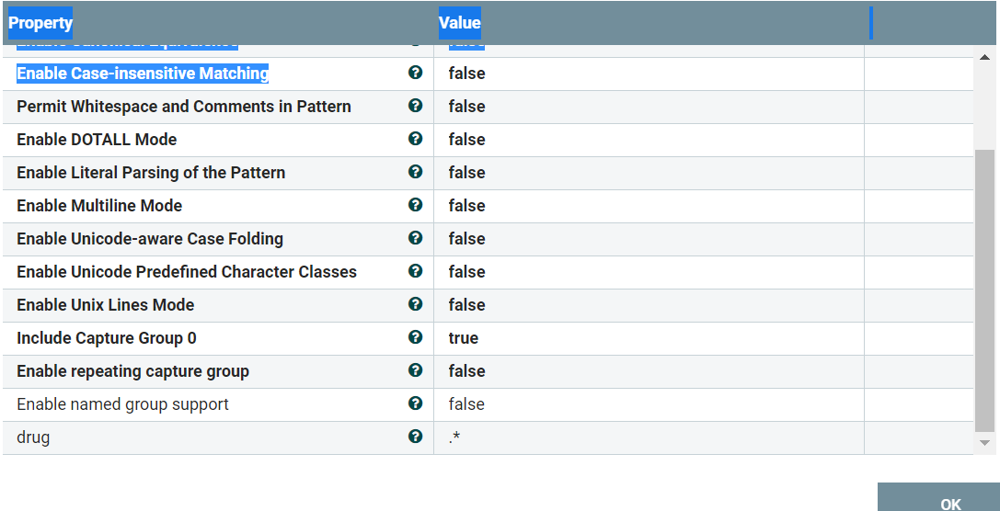 Property Value
Enable Case-insensitive Matching ? false
Permit Whitespace and Comments in Pattern ? false
Enable DOTALL Mode ? false
Enable Literal Parsing of the Pattern ? false
Enable Multiline Mode ? false
Enable Unicode-aware Case Folding ? false
Enable Unicode Predefined Character Classes ? false
Enable Unix Lines Mode ? false
Include Capture Group 0 ? true
Enable repeating capture group ? false
Enable named group support ? false
drug ? .*
OK